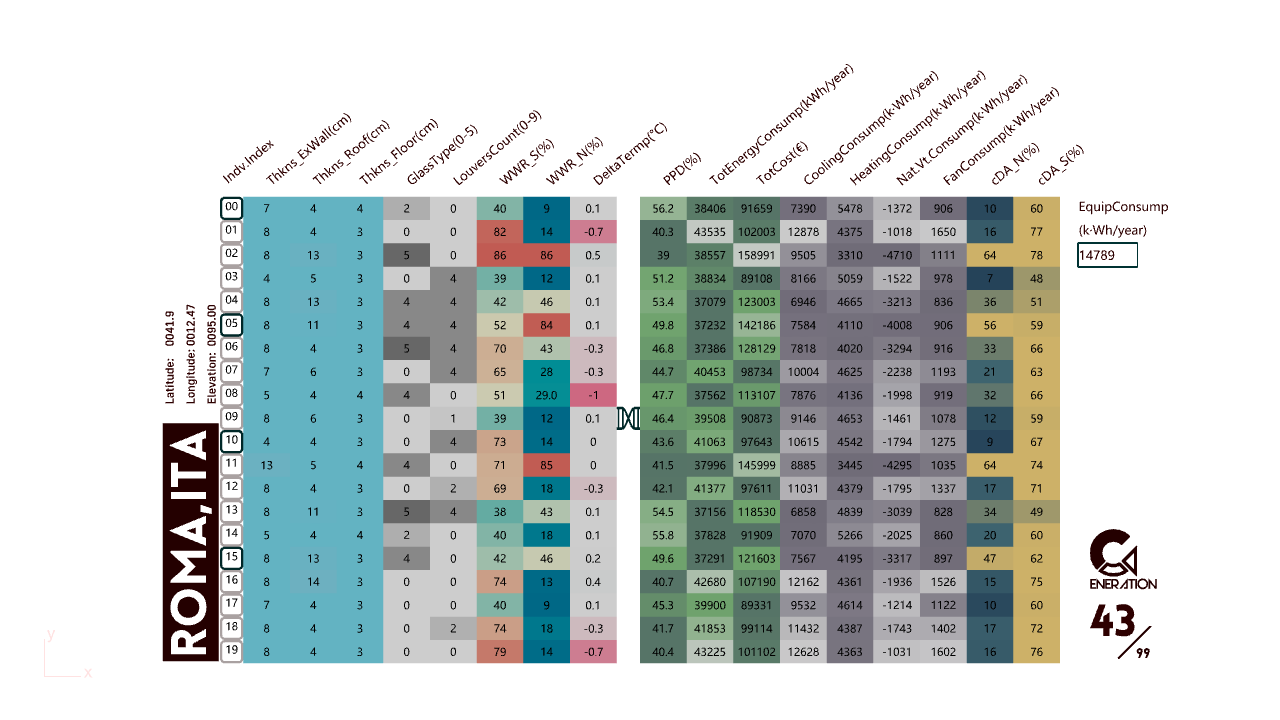 Indv.Index Thkns_ExWall(cm) Thkns_Roof(cm) Thkns_Floor(cm) GlassType(0-5) LouversCount(0-9) WWR_S(%) WWR_N(%) DeltaTermp(°C) PPD(%) TotEnergyConsump(kWh/year) TotCost(€) CoolingConsump(k·Wh/year) HeatingConsump(k·Wh/year) Nat.Vt.Consump(k·Wh/year) FanConsump(k·Wh/year) cDA_N(%) cDA_S(%)
00 7 4 4 2 0 40 9 0.1 56.2 38406 91659 7390 5478 -1372 906 10 60
01 8 4 3 0 0 82 14 -0.7 40.3 43535 102003 12878 4375 -1018 1650 16 77
02 8 13 3 5 0 86 86 0.5 39 38557 158991 9505 3310 -4710 1111 64 78
03 4 5 3 0 4 39 12 0.1 51.2 38834 89108 8166 5059 -1522 978 7 48
04 8 13 3 4 4 42 46 0.1 53.4 37079 123003 6946 4665 -3213 836 36 51
05 8 11 3 4 4 52 84 0.1 49.8 37232 142186 7584 4110 -4008 906 56 59
06 8 4 3 5 4 70 43 -0.3 46.8 37386 128129 7818 4020 -3294 916 33 66
07 7 6 3 0 4 65 28 -0.3 44.7 40453 98734 10004 4625 -2238 1193 21 63
08 5 4 4 4 0 51 29.0 -1 47.7 37562 113107 7876 4136 -1998 919 32 66
09 8 6 3 0 1 39 12 0.1 46.4 39508 90873 9146 4653 -1461 1078 12 59
10 4 4 3 0 4 73 14 0 43.6 41063 97643 10615 4542 -1794 1275 9 67
11 13 5 4 4 0 71 85 0 41.5 37996 145999 8885 3445 -4295 1035 64 74
12 8 4 3 0 2 69 18 -0.3 42.1 41377 97611 11031 4379 -1795 1337 17 71
13 8 11 3 5 4 38 43 0.1 54.5 37156 118530 6858 4839 -3039 828 34 49
14 5 4 4 2 0 40 18 0.1 55.8 37828 91909 7070 5266 -2025 860 20 60
15 8 13 3 4 0 42 46 0.2 49.6 37291 121603 7567 4195 -3317 897 47 62
16 8 14 3 0 0 74 13 0.4 40.7 42680 107190 12162 4361 -1936 1526 15 75
17 7 4 3 0 0 40 9 0.1 45.3 39900 89331 9532 4614 -1214 1122 10 60
18 8 4 3 0 2 74 18 -0.3 41.7 41853 99114 11432 4387 -1743 1402 17 72
19 8 4 3 0 0 79 14 -0.7 40.4 43225 101102 12628 4363 -1031 1602 16 76
EquipConsump
(k·Wh/year)
14789
Latitude: 0041.9
Longitude: 0012.47
Elevation: 0095.00
ROMA,ITA
ENERATION
43/99
y
x